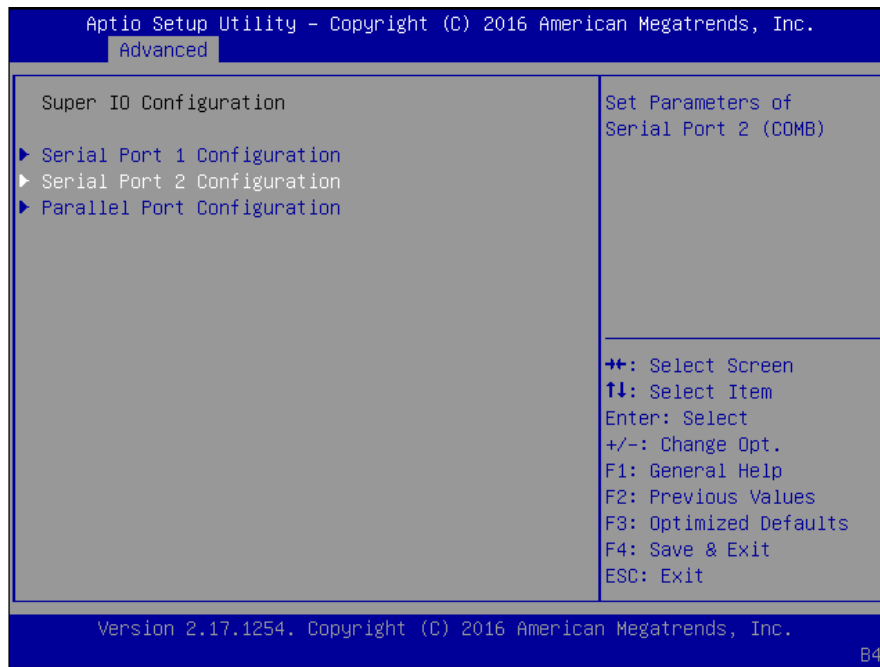 Aptio Setup Utility – Copyright (C) 2016 American Megatrends, Inc.
Advanced
Super IO Configuration
Serial Port 1 Configuration
Serial Port 2 Configuration
Parallel Port Configuration
Set Parameters of
Serial Port 2 (COMB)
→←: Select Screen
↑↓: Select Item
Enter: Select
+/-: Change Opt.
F1: General Help
F2: Previous Values
F3: Optimized Defaults
F4: Save & Exit
ESC: Exit
Version 2.17.1254. Copyright (C) 2016 American Megatrends, Inc.
B4